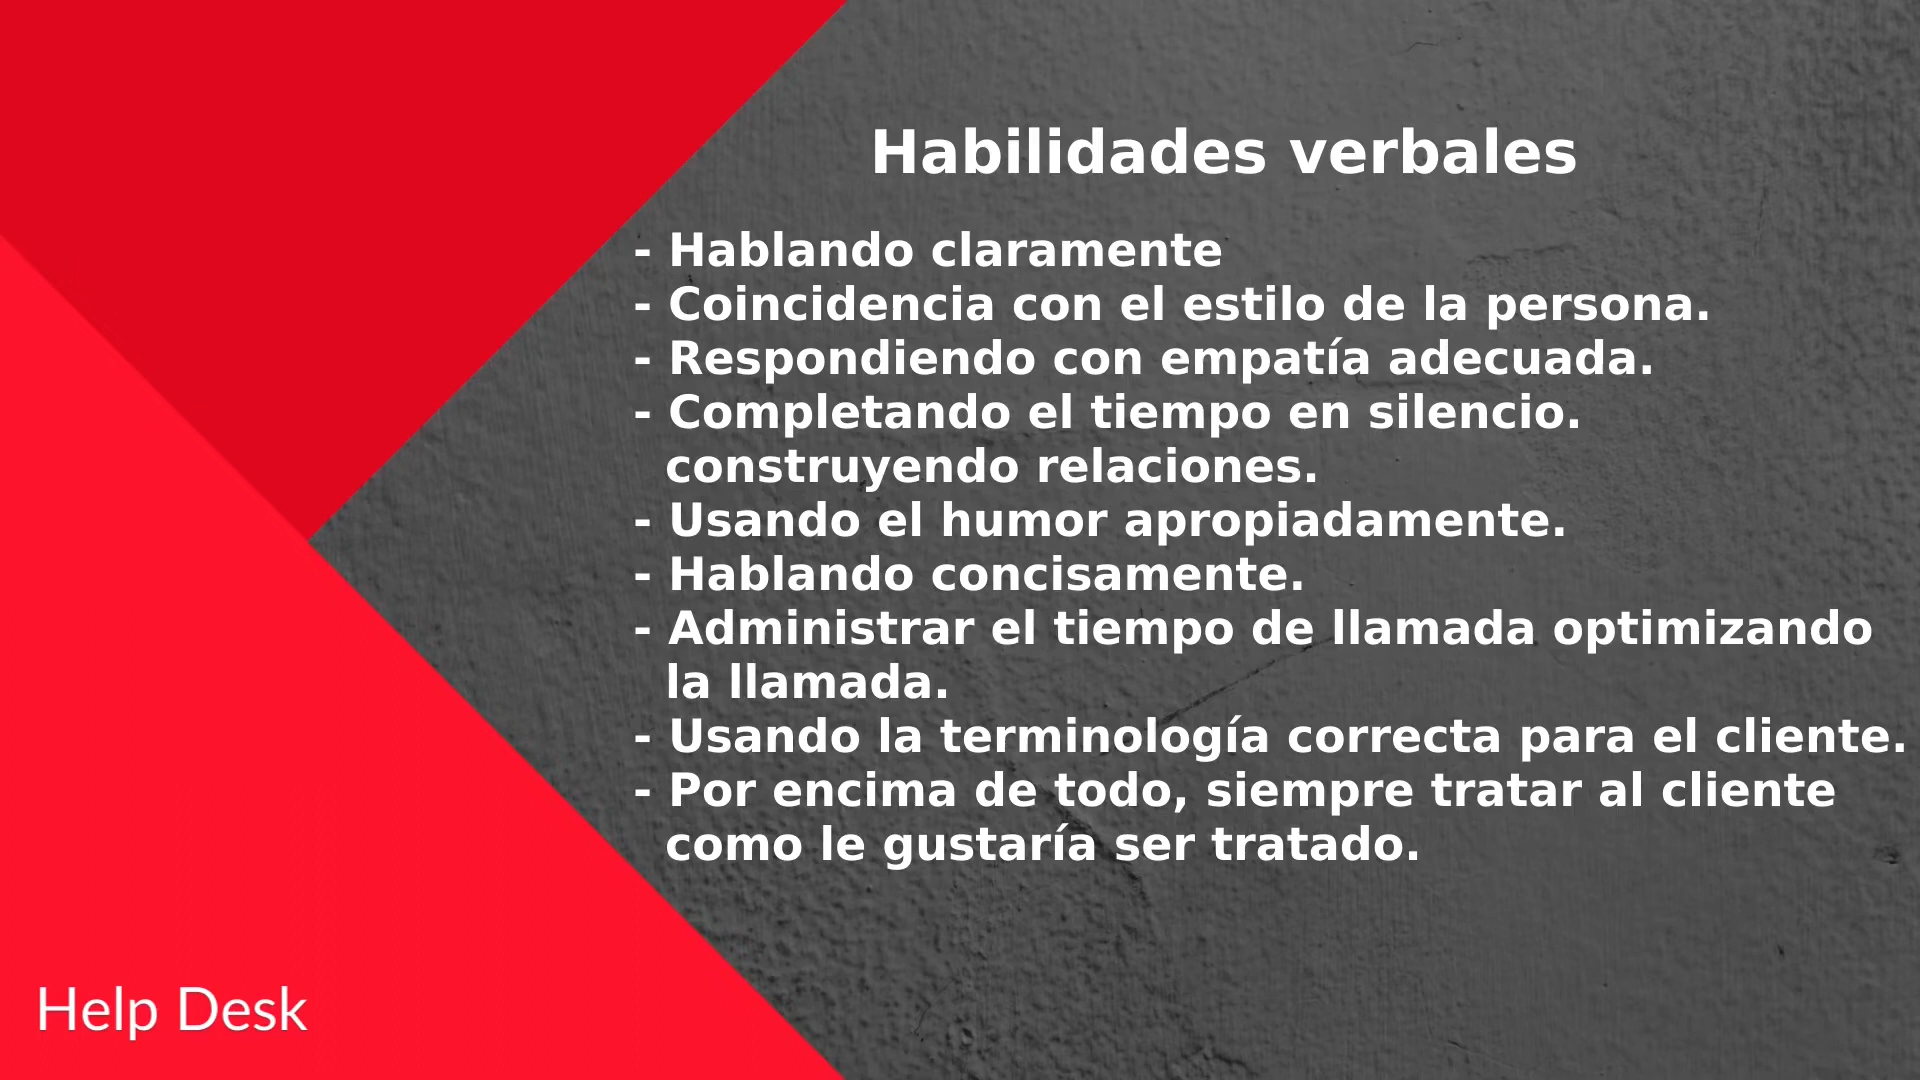 Habilidades verbales
- Hablando claramente
- Coincidencia con el estilo de la persona.
- Respondiendo con empatía adecuada.
- Completando el tiempo en silencio.
construyendo relaciones.
- Usando el humor apropiadamente.
- Hablando concisamente.
- Administrar el tiempo de llamada optimizando
la llamada.
- Usando la terminología correcta para el cliente.
- Por encima de todo, siempre tratar al cliente
como le gustaría ser tratado.
Help Desk